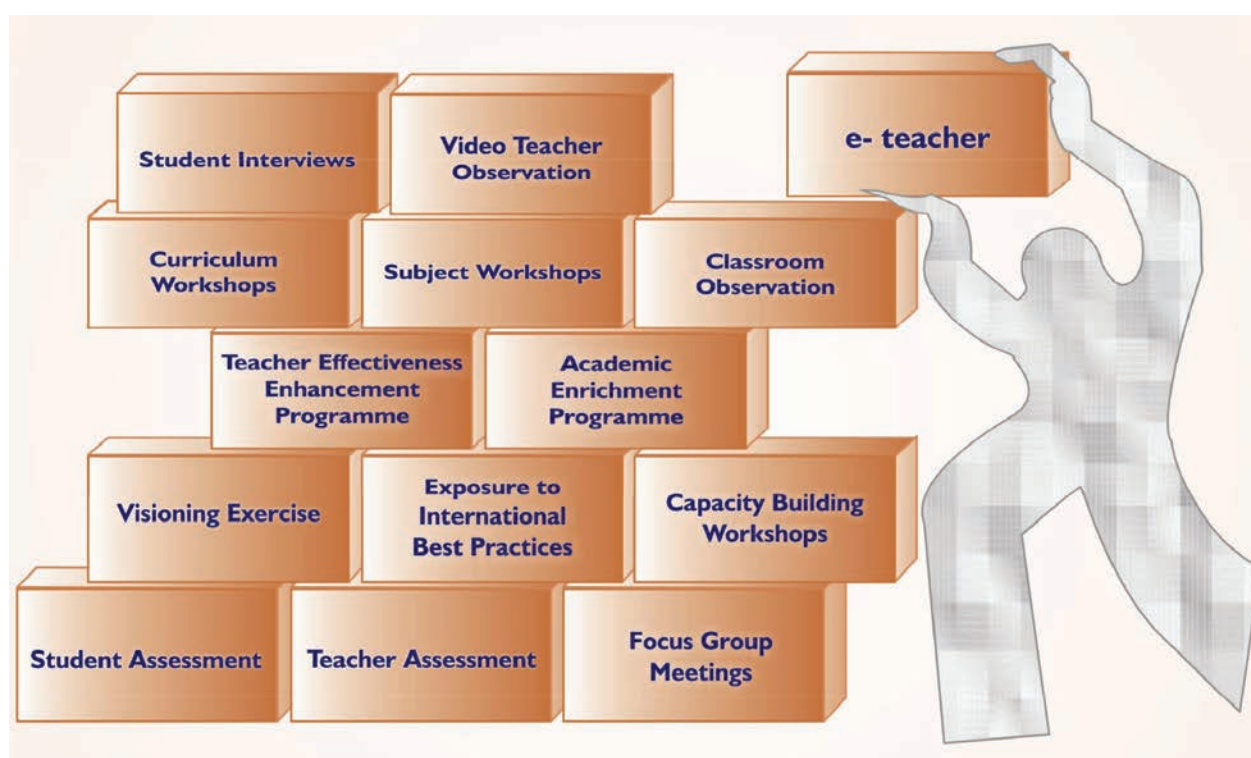 Student Interviews
Video Teacher
Observation
e- teacher
Curriculum
Workshops
Subject Workshops
Classroom
Observation
Teacher Effectiveness
Enhancement
Programme
Academic
Enrichment
Programme
Visioning Exercise
Exposure to
International
Best Practices
Capacity Building
Workshops
Student Assessment
Teacher Assessment
Focus Group
Meetings